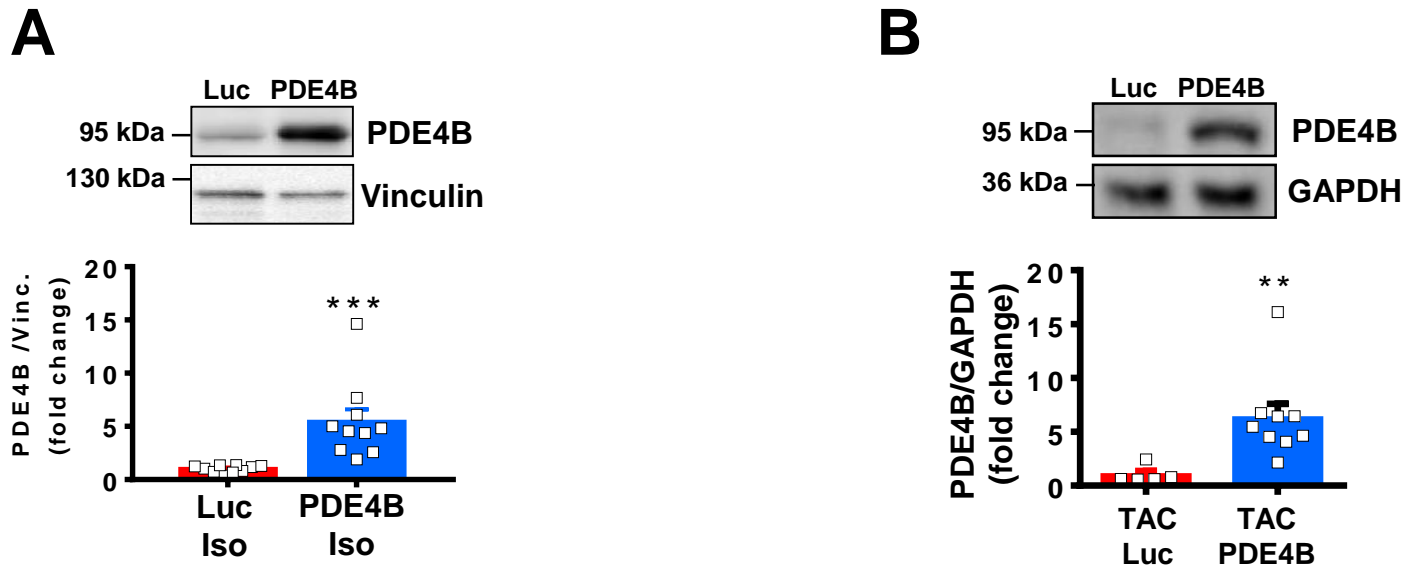 A
Luc PDE4B
95 kDa
PDE4B
130 kDa
Vinculin
PDE4B /Vinc.
(fold change)
20
15
10
5
0
***
Luc
Iso
PDE4B
Iso
B
Luc PDE4B
95 kDa
PDE4B
36 kDa
GAPDH
PDE4B/GAPDH
(fold change)
20
15
10
5
0
**
TAC
Luc
TAC
PDE4B